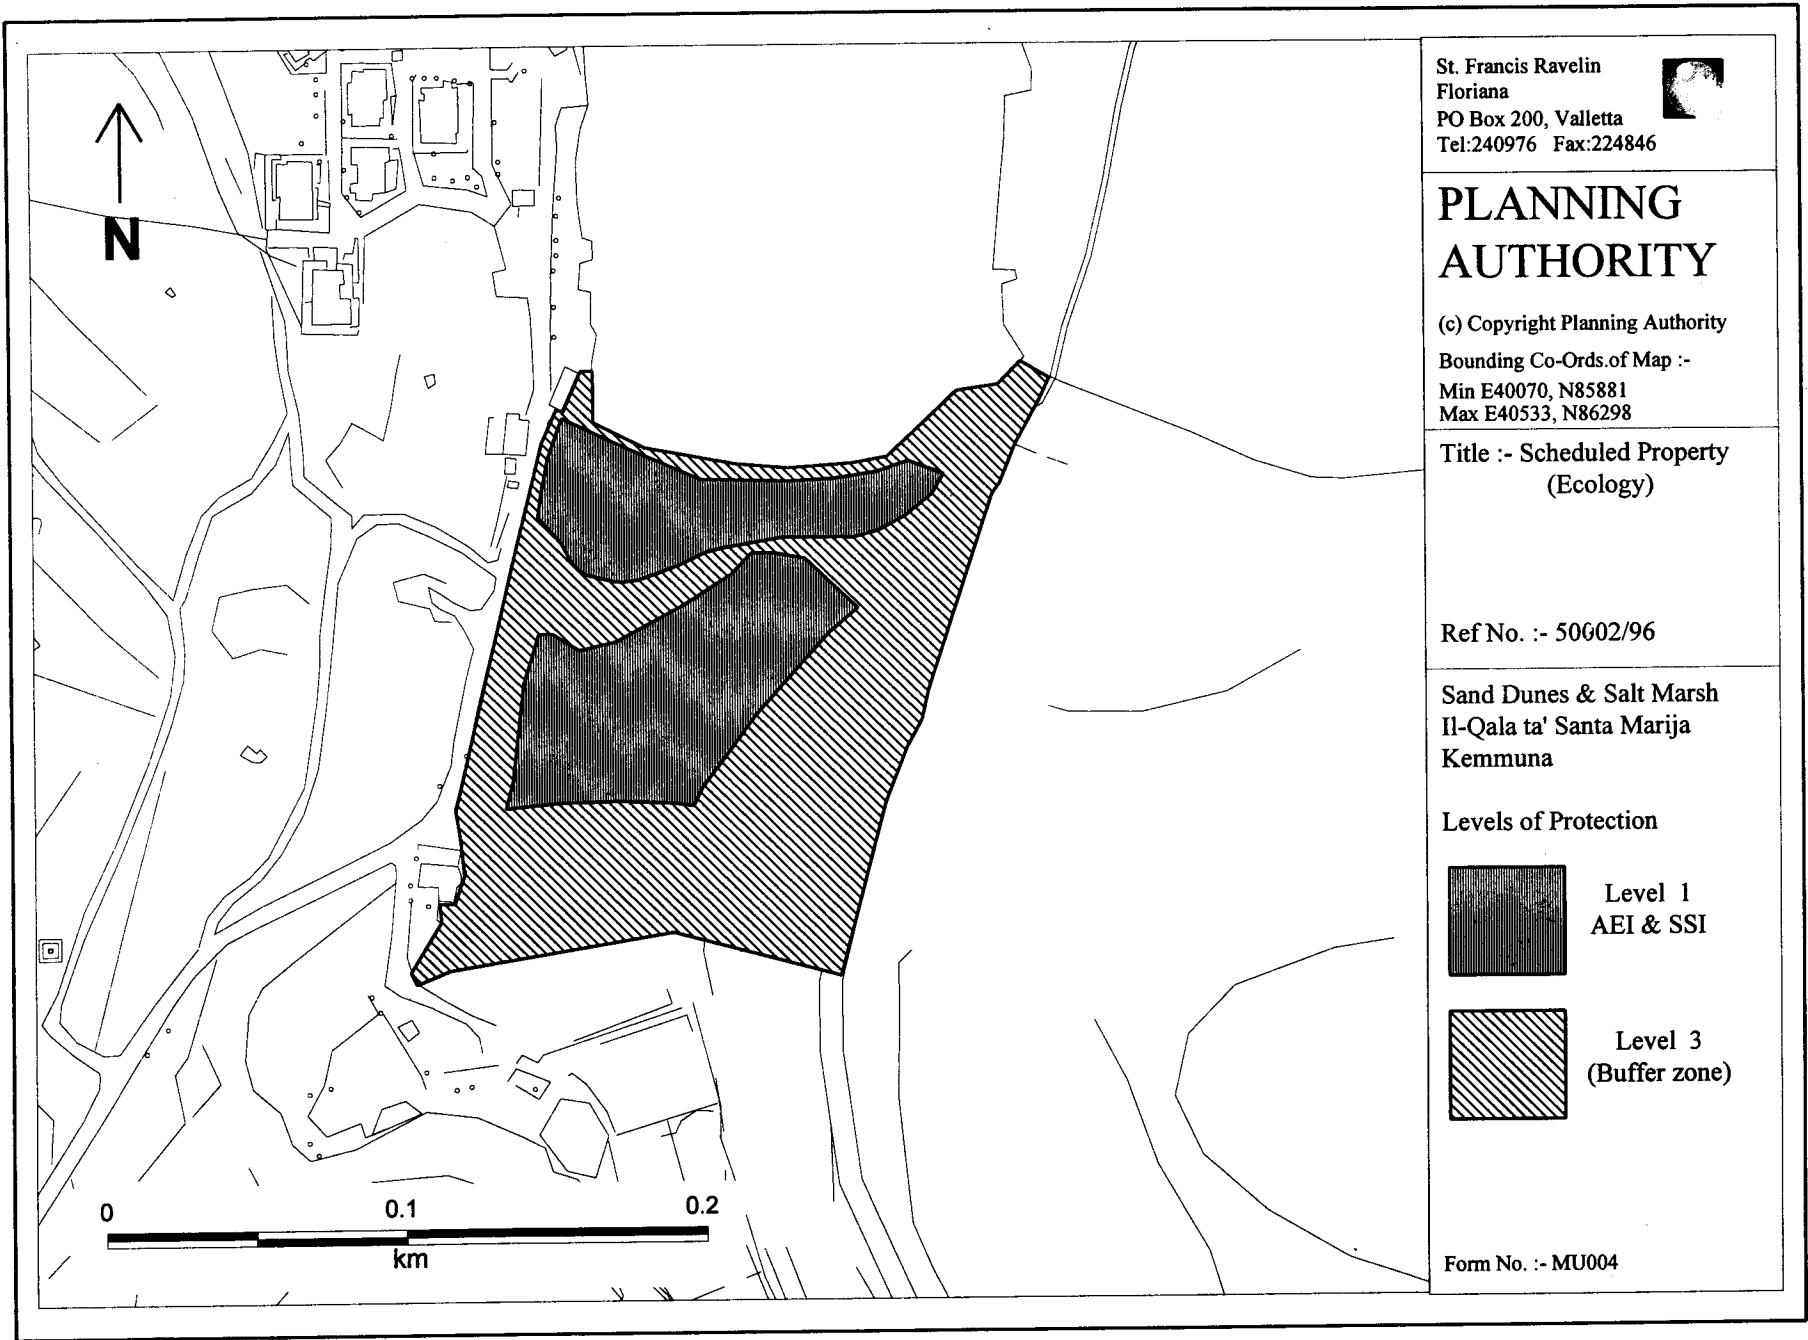 St. Francis Ravelin
Floriana
PO Box 200, Valletta
Tel:240976 Fax:224846
PLANNING
AUTHORITY
(c) Copyright Planning Authority
Bounding Co-Ords.of Map :-
Min E40070, N85881
Max E40533, N86298
Title :- Scheduled Property
(Ecology)
Ref No. :- 50002/96
Sand Dunes & Salt Marsh
Il-Qala ta' Santa Marija
Kemmuna
Levels of Protection
Level 1
AEI & SSI
Level 3
(Buffer zone)
Form No. :- MU004
N
0 0.1 0.2
km